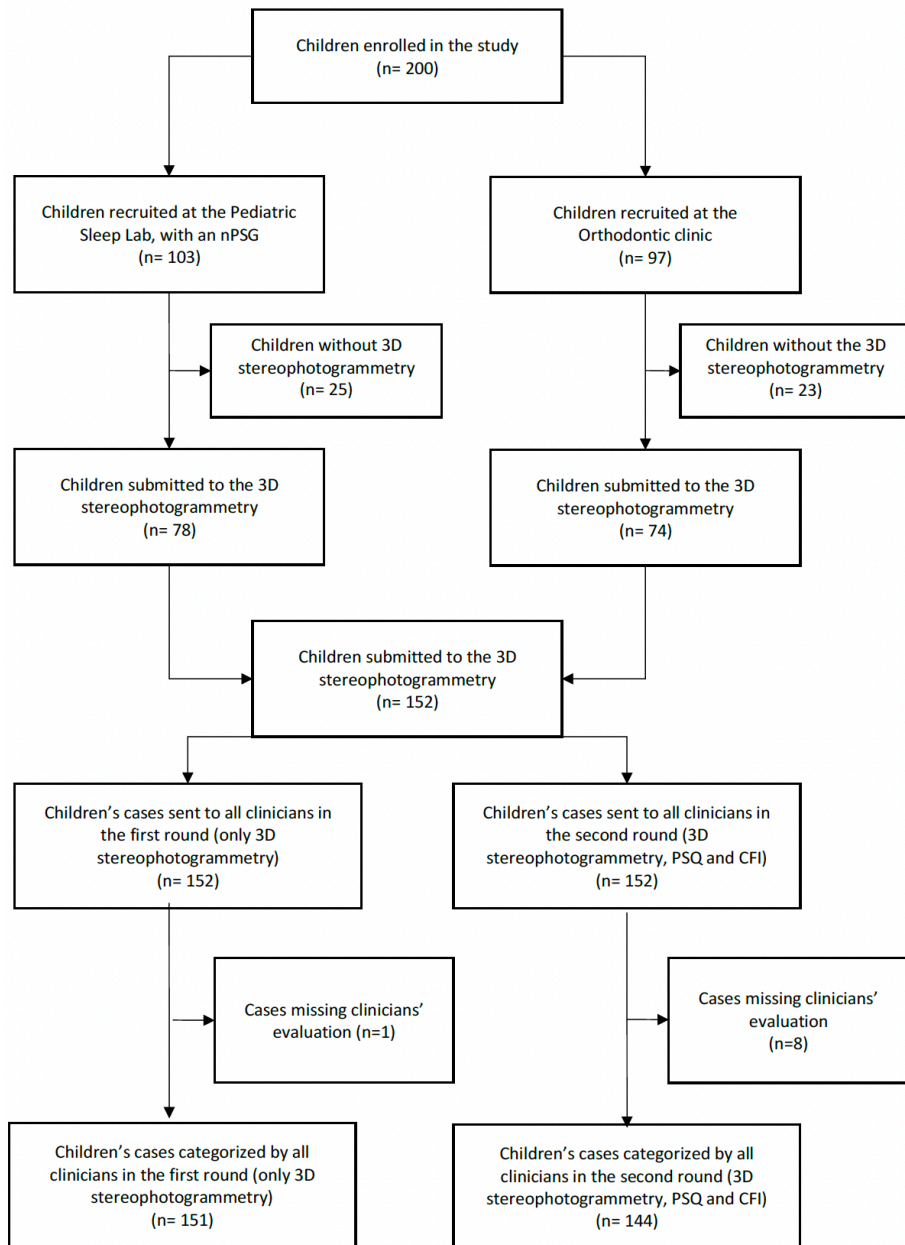 Children enrolled in the study
(n= 200)
Children recruited at the Pediatric
Sleep Lab, with an nPSG
(n= 103)
Children recruited at the
Orthodontic clinic
(n= 97)
Children without 3D
stereophotogrammetry
(n= 25)
Children without the 3D
stereophotogrammetry
(n= 23)
Children submitted to the 3D
stereophotogrammetry
(n= 78)
Children submitted to the 3D
stereophotogrammetry
(n= 74)
Children submitted to the 3D
stereophotogrammetry
(n= 152)
Children’s cases sent to all clinicians in
the first round (only 3D
stereophotogrammetry)
(n= 152)
Children’s cases sent to all clinicians in
the second round (3D
stereophotogrammetry, PSQ and CFI)
(n= 152)
Cases missing clinicians’
evaluation (n=1)
Cases missing clinicians’
evaluation
(n=8)
Children’s cases categorized by all
clinicians in the first round (only 3D
stereophotogrammetry)
(n= 151)
Children’s cases categorized by all
clinicians in the second round (3D
stereophotogrammetry, PSQ and CFI)
(n= 144)